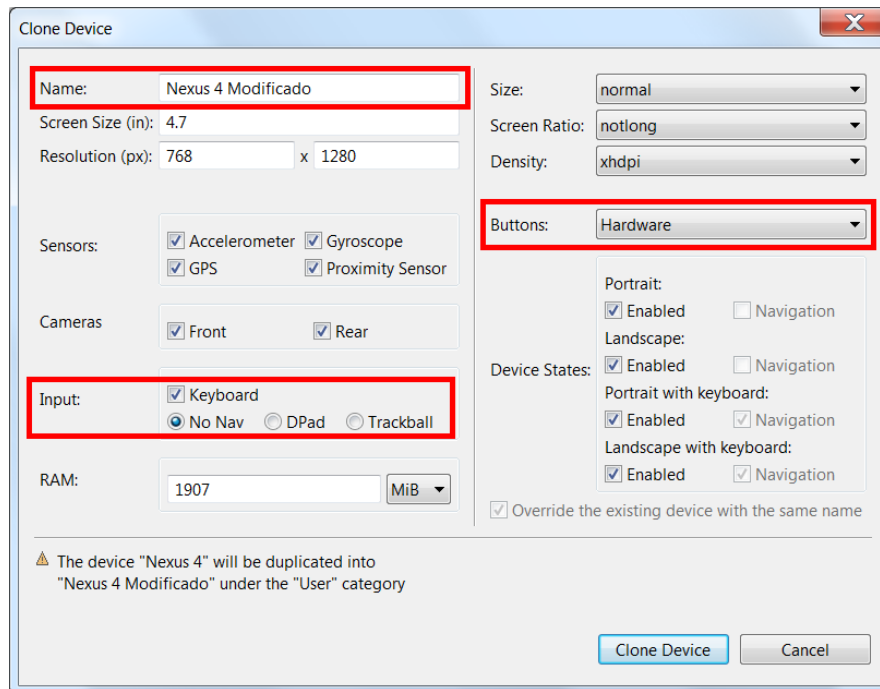 Clone Device
Name: Nexus 4 Modificado
Screen Size (in): 4.7
Resolution (px): 768 x 1280
Sensors:
Accelerometer Gyroscope
GPS Proximity Sensor
Cameras
Front Rear
Input:
Keyboard
No Nav DPad Trackball
RAM:
1907 MiB
Size: normal
Screen Ratio: notlong
Density: xhdpi
Buttons: Hardware
Device States:
Portrait:
Enabled Navigation
Landscape:
Enabled Navigation
Portrait with keyboard:
Enabled Navigation
Landscape with keyboard:
Enabled Navigation
Override the existing device with the same name
The device "Nexus 4" will be duplicated into
"Nexus 4 Modificado" under the "User" category
Clone Device Cancel